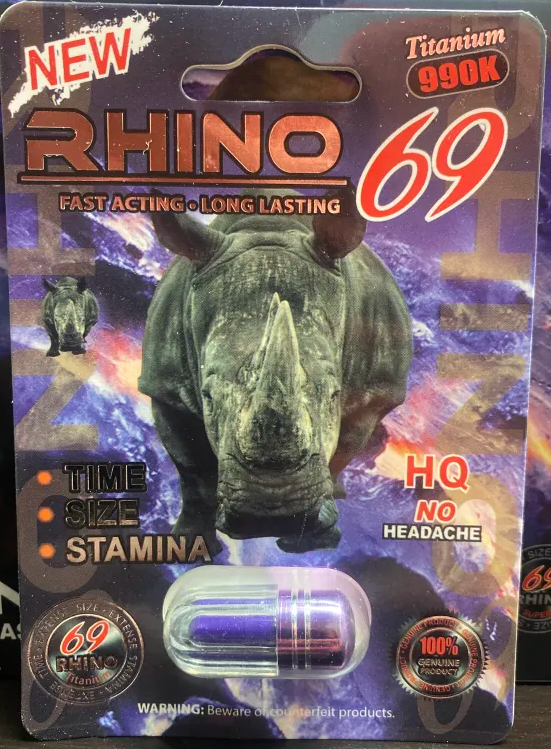 NEW
Titanium
990K
RHINO 69
FAST ACTING • LONG LASTING
• TIME
• SIZE
• STAMINA
HQ
NO
HEADACHE
69
RHINO
Titanium
100%
GENUINE
PRODUCT
WARNING: Beware of counterfeit products.